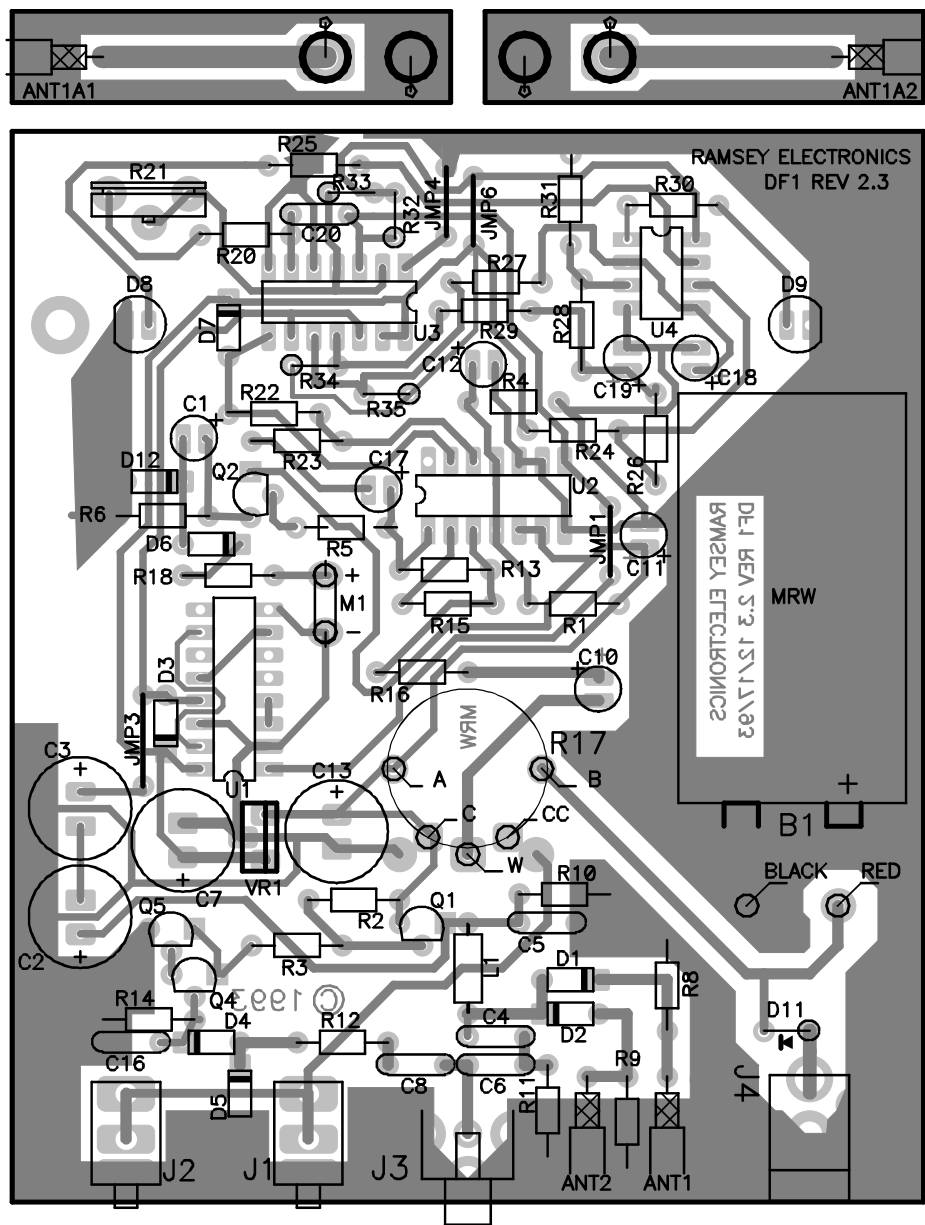 ANT1A1
ANT1A2
RAMSEY ELECTRONICS
DF1 REV 2.3
R25
R21
R33
JMP4
JMP6
R31
R30
R32
C20
R20
R27
D8
D9
D7
U3
R29
R28
U4
C12
+
R34
R35
R4
C19
+
C18
+
R22
C1
+
R23
R24
R26
D12
Q2
C17
+
U2
R6
R5
JMP1
C11
+
D6
R18
+
M1
-
R13
R15
R1
DF1 REV 2.3 12/17/93
RAMSEY ELECTRONICS
MRW
D3
R16
+
C10
MRW
JMP3
R17
C3
+
U1
C13
+
A
B
C
CC
W
+
B1
VR1
+
C7
BLACK
RED
C2
+
Q5
R2
Q1
R10
C5
R3
L1
D1
R8
Q4
© 1993
R14
D4
R12
C4
D2
D11
C16
C8
C6
R9
R11
D5
J4
J2
J1
J3
ANT2
ANT1